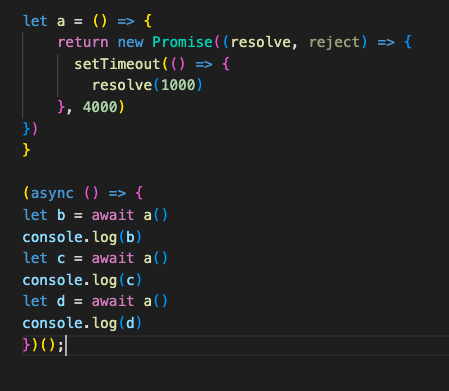 let a = () => {
    return new Promise((resolve, reject) => {
      setTimeout(() => {
        resolve(1000)
    }, 4000)
})
}

(async () => {
let b = await a()
console.log(b)
let c = await a()
console.log(c)
let d = await a()
console.log(d)
})();